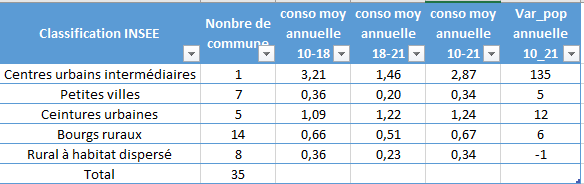 Classification INSEE Nonbre de commune conso moy annuelle 10-18 conso moy annuelle 18-21 conso moy annuelle 10-21 Var_pop annuelle 10_21
Centres urbains intermédiaires 1 3,21 1,46 2,87 135
Petites villes 7 0,36 0,20 0,34 5
Ceintures urbaines 5 1,09 1,22 1,24 12
Bourgs ruraux 14 0,66 0,51 0,67 6
Rural à habitat dispersé 8 0,36 0,23 0,34 -1
Total 35